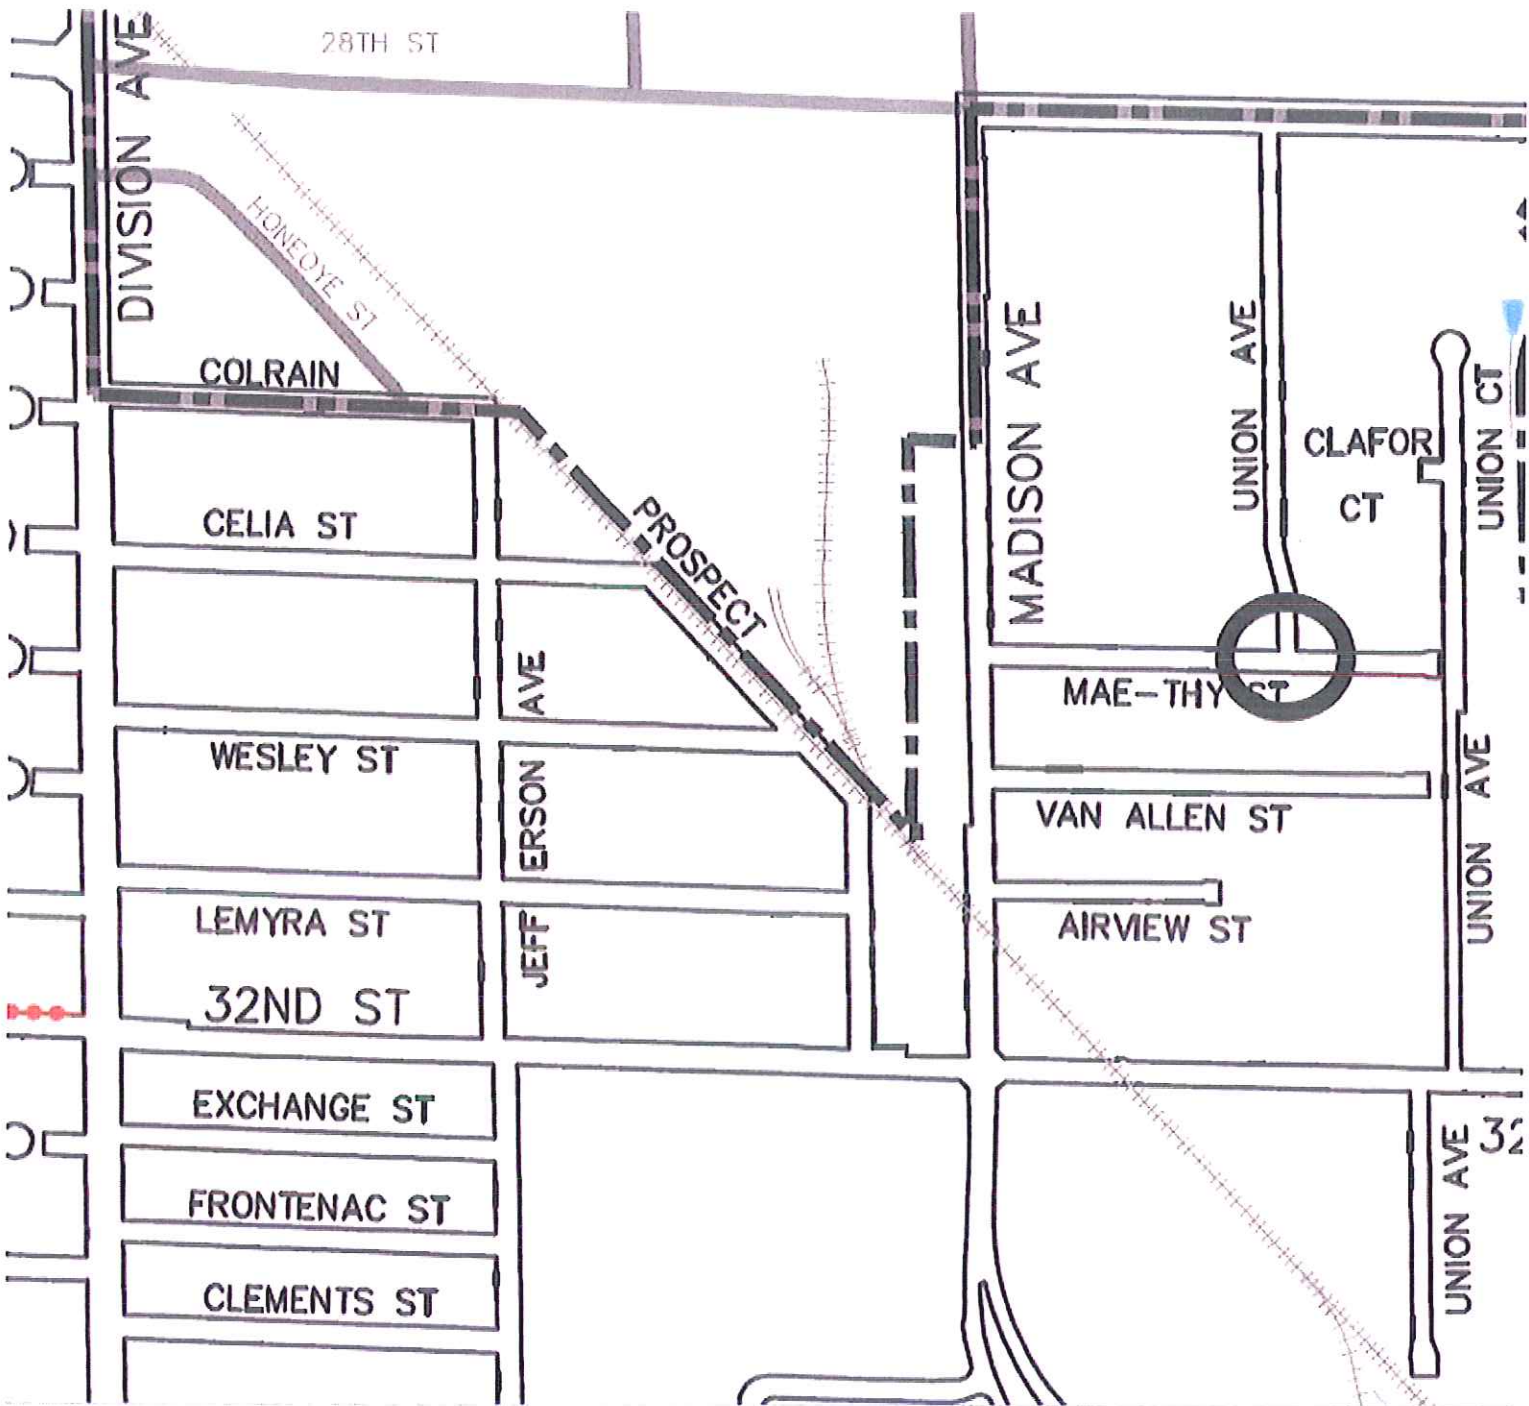 28TH ST
DIVISION AVE
HONEOYE ST
COLRAIN
MADISON AVE
UNION AVE
CLAFOR
CT
UNION CT
CELIA ST
PROSPECT
AVE
ERSON
JEFF
MAE-THY ST
WESLEY ST
VAN ALLEN ST
UNION AVE
LEMYRA ST
AIRVIEW ST
32ND ST
EXCHANGE ST
32
UNION AVE
FRONTENAC ST
CLEMENTS ST